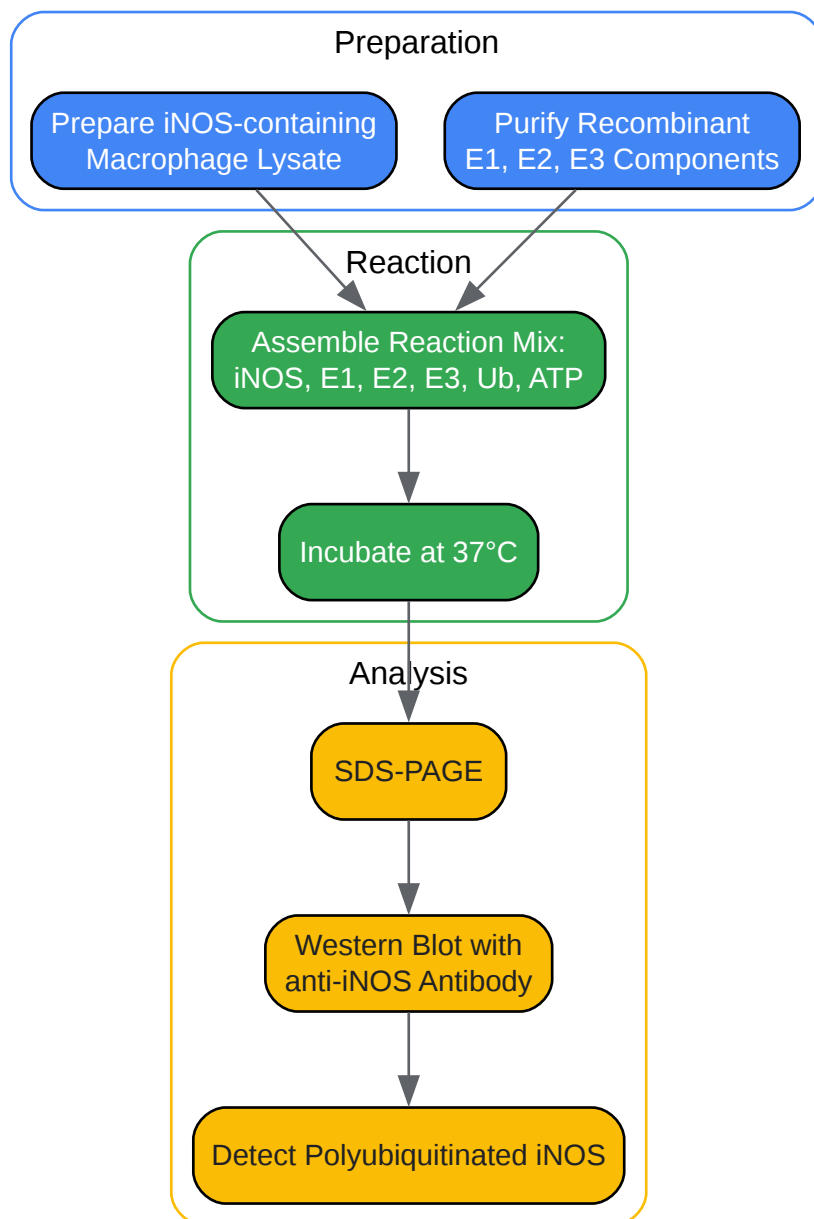 Preparation
Prepare iNOS-containing
Macrophage Lysate
Purify Recombinant
E1, E2, E3 Components
Reaction
Assemble Reaction Mix:
iNOS, E1, E2, E3, Ub, ATP
Incubate at 37°C
Analysis
SDS-PAGE
Western Blot with
anti-iNOS Antibody
Detect Polyubiquitinated iNOS